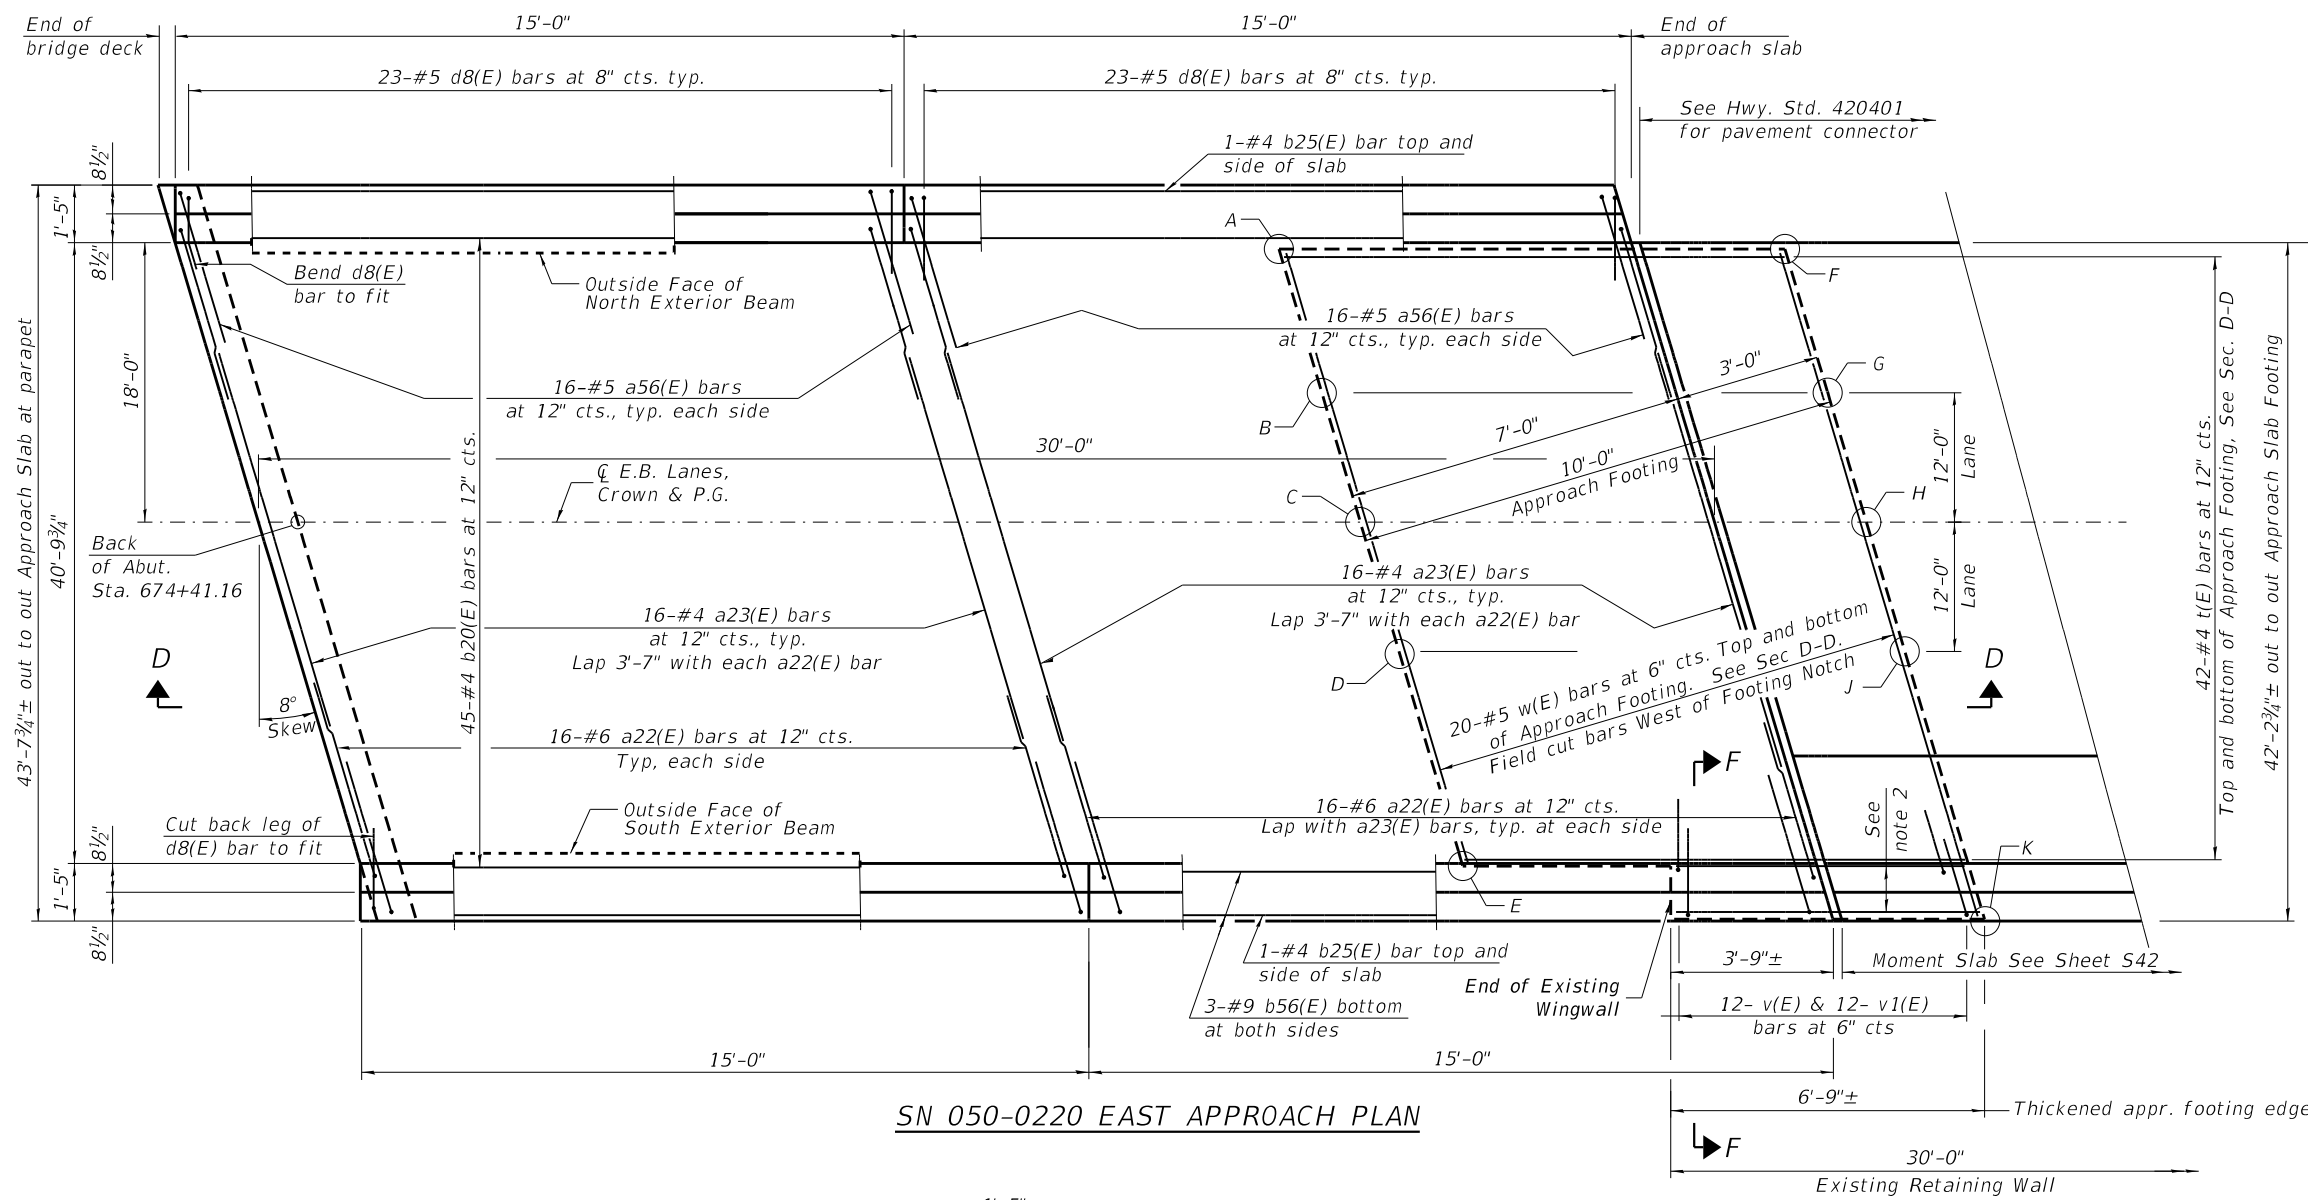 End of
bridge deck
15'-0"
15'-0"
End of
approach slab
23-#5 d8(E) bars at 8" cts. typ.
23-#5 d8(E) bars at 8" cts. typ.
See Hwy. Std. 420401
for pavement connector
1-#4 b25(E) bar top and
side of slab
8½"
1'-5"
8½"
A
F
Bend d8(E)
bar to fit
Outside Face of
North Exterior Beam
16-#5 a56(E) bars
at 12" cts., typ. each side
16-#5 a56(E) bars
at 12" cts., typ. each side
3'-0"
G
B
7'-0"
18'-0"
30'-0"
10'-0"
Approach Footing
12'-0"
Lane
℄ E.B. Lanes,
Crown & P.G.
C
H
Back
of Abut.
Sta. 674+41.16
43'-7¾"± out to out Approach Slab at parapet
40'-9¾"
45-#4 b20(E) bars at 12" cts.
12'-0"
Lane
42-#4 t(E) bars at 12" cts.
Top and bottom of Approach Footing, See Sec. D-D
42'-2¾"± out to out Approach Slab Footing
16-#4 a23(E) bars
at 12" cts., typ.
Lap 3'-7" with each a22(E) bar
16-#4 a23(E) bars
at 12" cts., typ.
Lap 3'-7" with each a22(E) bar
D
D
D
J
20-#5 w(E) bars at 6" cts. Top and bottom
of Approach Footing. See Sec D-D.
Field cut bars West of Footing Notch
8°
Skew
16-#6 a22(E) bars at 12" cts.
Typ, each side
F
Outside Face of
South Exterior Beam
16-#6 a22(E) bars at 12" cts.
Lap with a23(E) bars, typ. at each side
See
note 2
Cut back leg of
d8(E) bar to fit
K
8½"
1'-5"
8½"
E
1-#4 b25(E) bar top and
side of slab
3-#9 b56(E) bottom
at both sides
End of Existing
Wingwall
3'-9"±
Moment Slab See Sheet S42
12- v(E) & 12- v1(E)
bars at 6" cts
15'-0"
15'-0"
6'-9"±
Thickened appr. footing edge
SN 050-0220 EAST APPROACH PLAN
F
30'-0"
Existing Retaining Wall